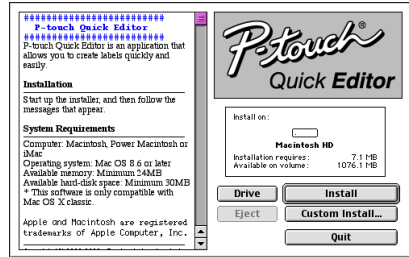 ##########################
P-touch Quick Editor
##########################
P-touch Quick Editor is an application that
allows you to create labels quickly and
easily.
Installation
Start up the installer, and then follow the
messages that appear.
System Requirements
Computer: Macintosh, Power Macintosh or
iMac
Operating system: Mac OS 8.6 or later
Available memory: Minimum 24MB
Available hard-disk space: Minimum 30MB
* This software is only compatible with
Mac OS X classic.
Apple and Macintosh are registered
trademarks of Apple Computer, Inc.
P-touch®
Quick Editor
Install on:
Macintosh HD
Installation requires: 7.1 MB
Available on volume: 1076.1 MB
Drive
Install
Eject
Custom Install...
Quit